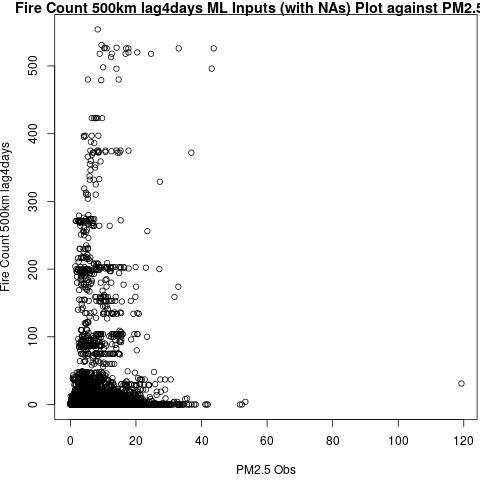 Fire Count 500km lag4days ML Inputs (with NAs) Plot against PM2.5
Fire Count 500km lag4days
500
400
300
200
100
0
0 20 40 60 80 100 120
PM2.5 Obs